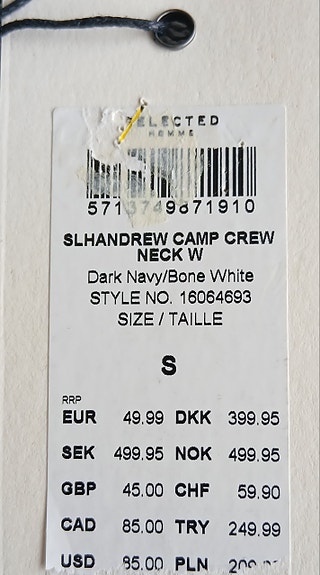 SELECTED
HOMME
5713749871910
SLHANDREW CAMP CREW
NECK W
Dark Navy/Bone White
STYLE NO. 16064693
SIZE / TAILLE
S
RRP
EUR 49.99 DKK 399.95
SEK 499.95 NOK 499.95
GBP 45.00 CHF 59.90
CAD 85.00 TRY 249.99
USD 85.00 PLN